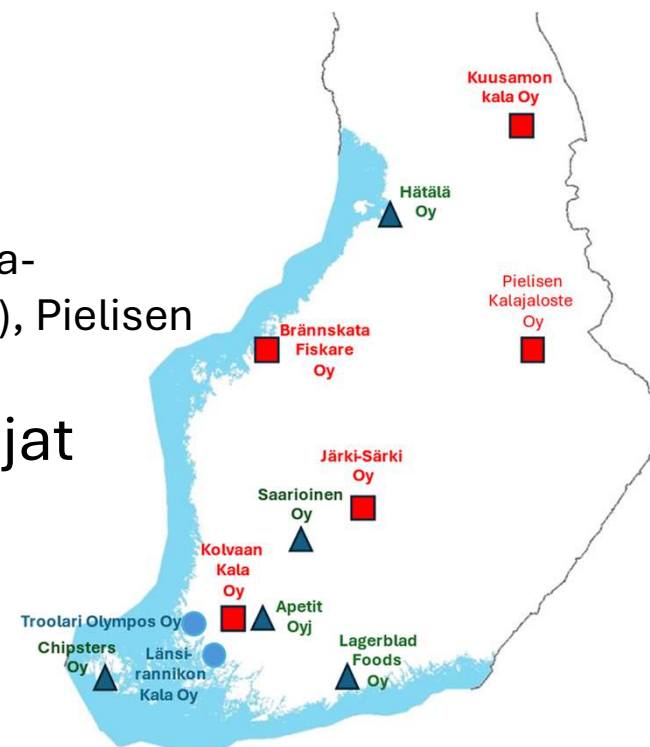 a-
), Pielisen
jat
Kuusamon
kala Oy
Hätälä
Oy
Pielisen
Kalajaloste
Oy
Brännskata
Fiskare
Oy
Järki-Särki
Oy
Saarioinen
Oy
Kolvaan
Kala
Oy
Apetit
Oyj
Troolari Olympos Oy
Chipsters
Oy
Länsi-
rannikon
Kala Oy
Lagerblad
Foods
Oy